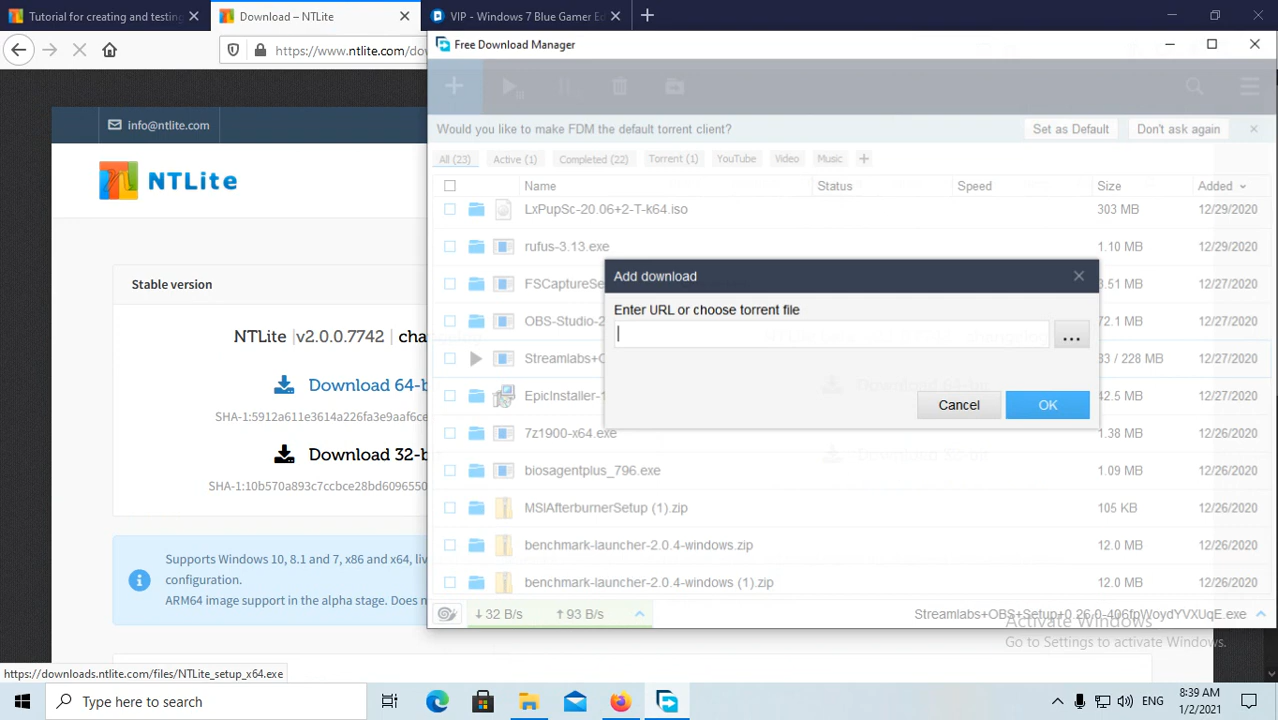 Tutorial for creating and testing
Download – NTLite
VIP - Windows 7 Blue Gamer Ed
https://www.ntlite.com/do
Free Download Manager
info@ntlite.com
Would you like to make FDM the default torrent client?
Set as Default
Don't ask again
All (23)
Active (1)
Completed (22)
Torrent (1)
YouTube
Video
Music
NTLite
Name
Status
Speed
Size
Added
LxPupSc-20.06+2-T-k64.iso
303 MB
12/29/2020
rufus-3.13.exe
1.10 MB
12/29/2020
Stable version
FSCaptureSe
3.51 MB
12/27/2020
Add download
Enter URL or choose torrent file
OBS-Studio-2
72.1 MB
12/27/2020
NTLite |v2.0.0.7742 | cha
...
Streamlabs+O
/ 228 MB
12/27/2020
Download 64-b
EpicInstaller-1
42.5 MB
12/27/2020
Cancel
OK
SHA-1:5912a611e3614a226fa3e9aaf6ce
7z1900-x64.exe
1.38 MB
12/26/2020
Download 32-b
biosagentplus_796.exe
1.09 MB
12/26/2020
SHA-1:10b570a893c7ccbce28bd6096550
MSIAfterburnerSetup (1).zip
105 KB
12/26/2020
benchmark-launcher-2.0.4-windows.zip
12.0 MB
12/26/2020
Supports Windows 10, 8.1 and 7, x86 and x64, liv
configuration.
ARM64 image support in the alpha stage. Does n
benchmark-launcher-2.0.4-windows (1).zip
12.0 MB
12/26/2020
↓32 B/s
↑93 B/s
Streamlabs+OBS+Setup+0.26.0-406fpWoydYVXUqE.exe
Activate Windows
Go to Settings to activate Windows.
https://downloads.ntlite.com/files/NTLite_setup_x64.exe
Type here to search
ENG
8:39 AM
1/2/2021